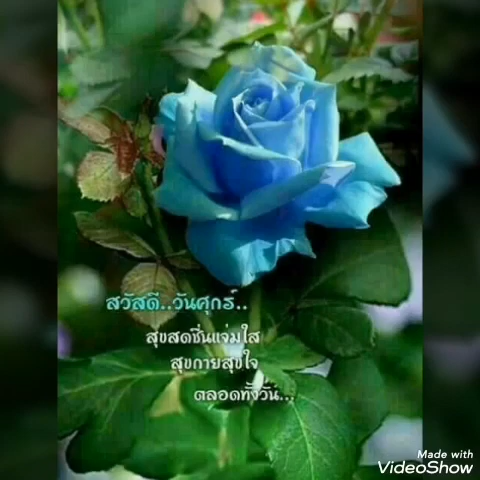 สวัสดี..วันศุกร์..
สุขสดชื่นแจ่มใส
สุขกายสุขใจ
ตลอดทั้งวัน...
Made with
VideoShow